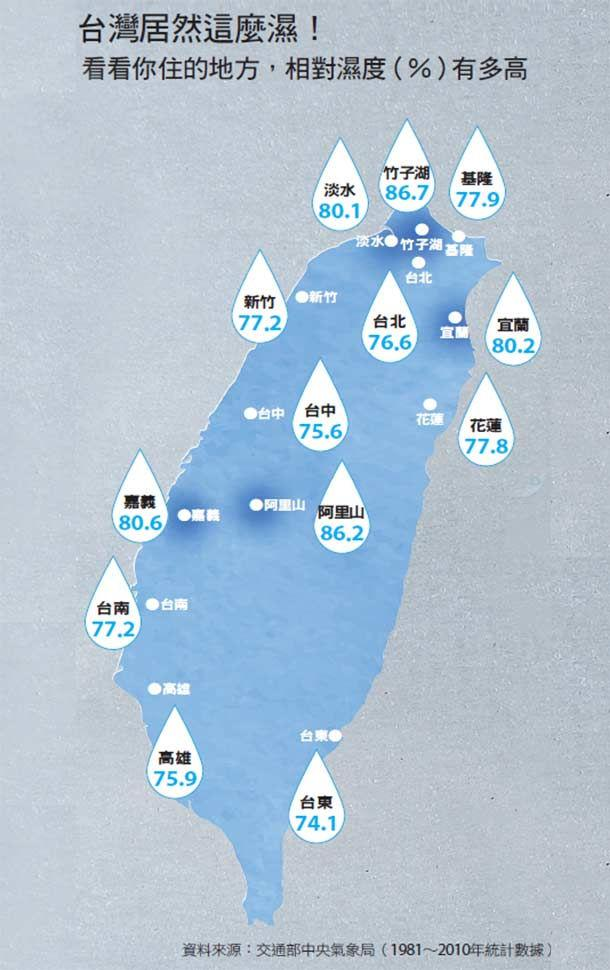 台灣居然這麼濕！
看看你住的地方，相對濕度（％）有多高
竹子湖
86.7
基隆
77.9
淡水
80.1
淡水
竹子湖
基隆
台北
新竹
77.2
新竹
台北
76.6
宜蘭
宜蘭
80.2
台中
台中
75.6
花蓮
花蓮
77.8
嘉義
80.6
嘉義
阿里山
阿里山
86.2
台南
77.2
台南
高雄
高雄
75.9
台東
台東
74.1
資料來源：交通部中央氣象局（1981～2010年統計數據）